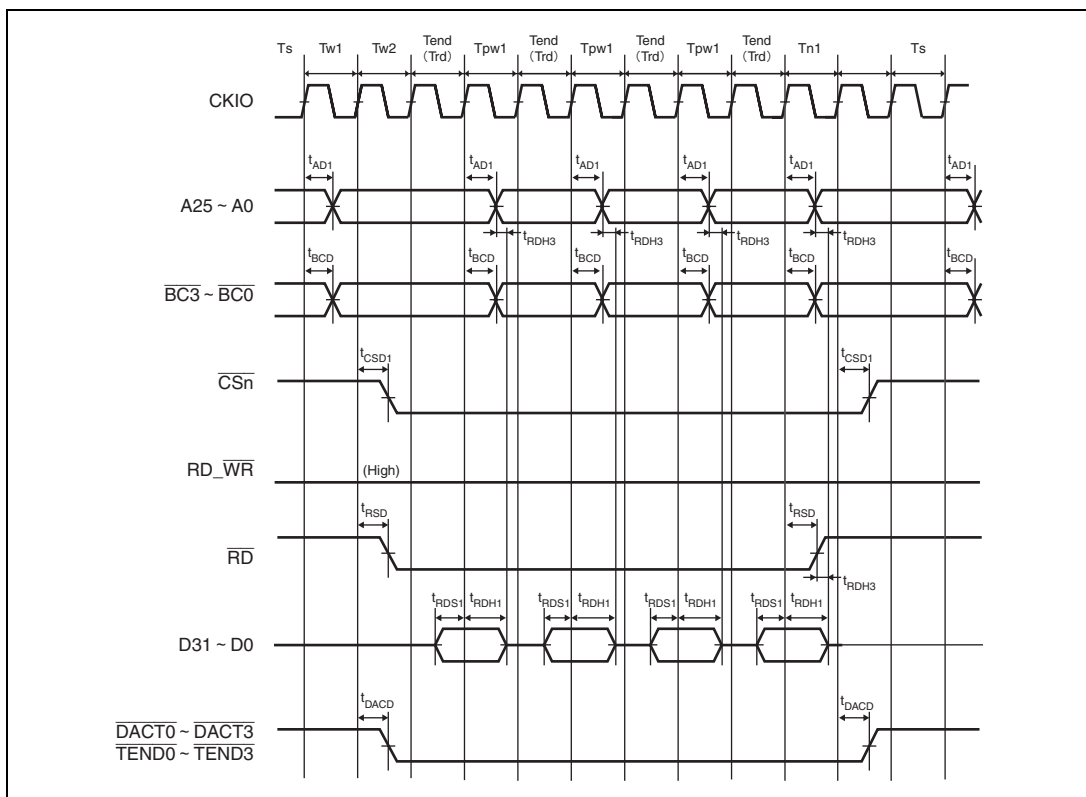 Ts Tw1 Tw2 Tend (Trd) Tpw1 Tend (Trd) Tpw1 Tend (Trd) Tpw1 Tend (Trd) Tn1 Ts
CKIO
tAD1 tAD1 tAD1 tAD1 tAD1 tAD1
A25 ~ A0
tRDH3 tRDH3 tRDH3 tRDH3
tBCD tBCD tBCD tBCD tBCD tBCD
BC3 ~ BC0
tCSD1 tCSD1
CSn
RD_WR (High)
tRSD tRSD
RD
tRDH3
tRDS1 tRDH1 tRDS1 tRDH1 tRDS1 tRDH1 tRDS1 tRDH1
D31 ~ D0
tDACD tDACD
DACT0 ~ DACT3
TEND0 ~ TEND3